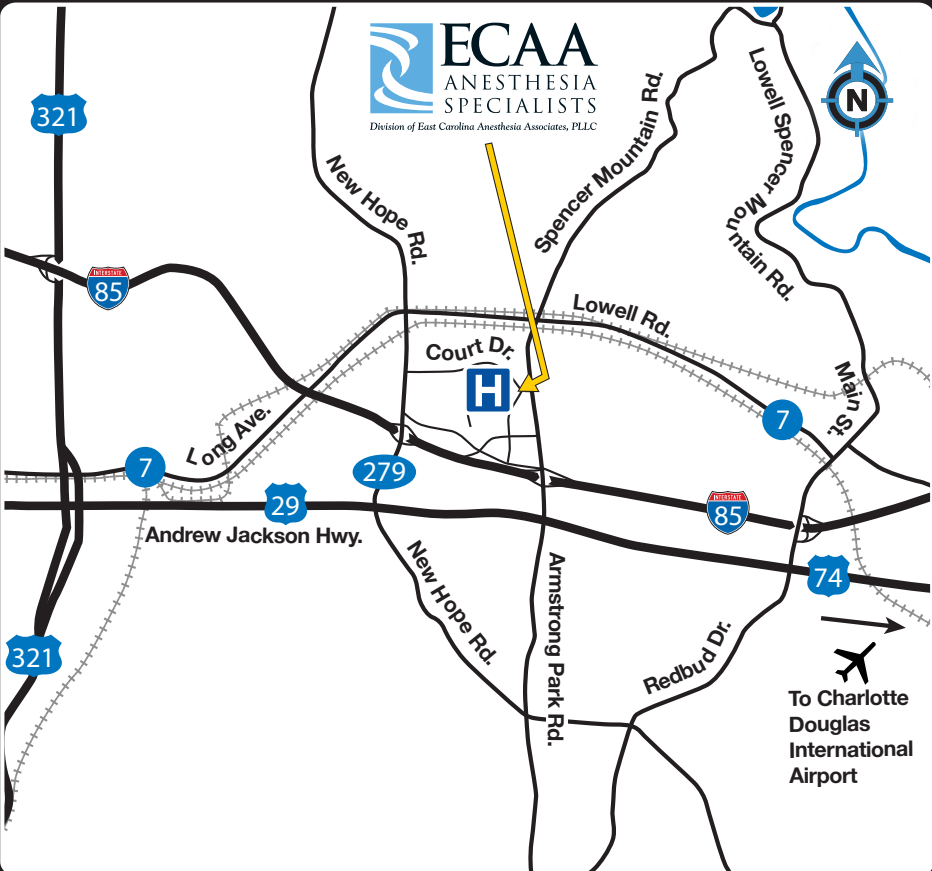 ECAA
ANESTHESIA
SPECIALISTS
Division of East Carolina Anesthesia Associates, PLLC
N
321
New Hope Rd.
Spencer Mountain Rd.
Lowell Spencer Mountain Rd.
INTERSTATE
85
Lowell Rd.
Court Dr.
H
Main St.
7
Long Ave.
7
279
29
INTERSTATE
85
Andrew Jackson Hwy.
New Hope Rd.
Armstrong Park Rd.
74
321
Redbud Dr.
To Charlotte
Douglas
International
Airport